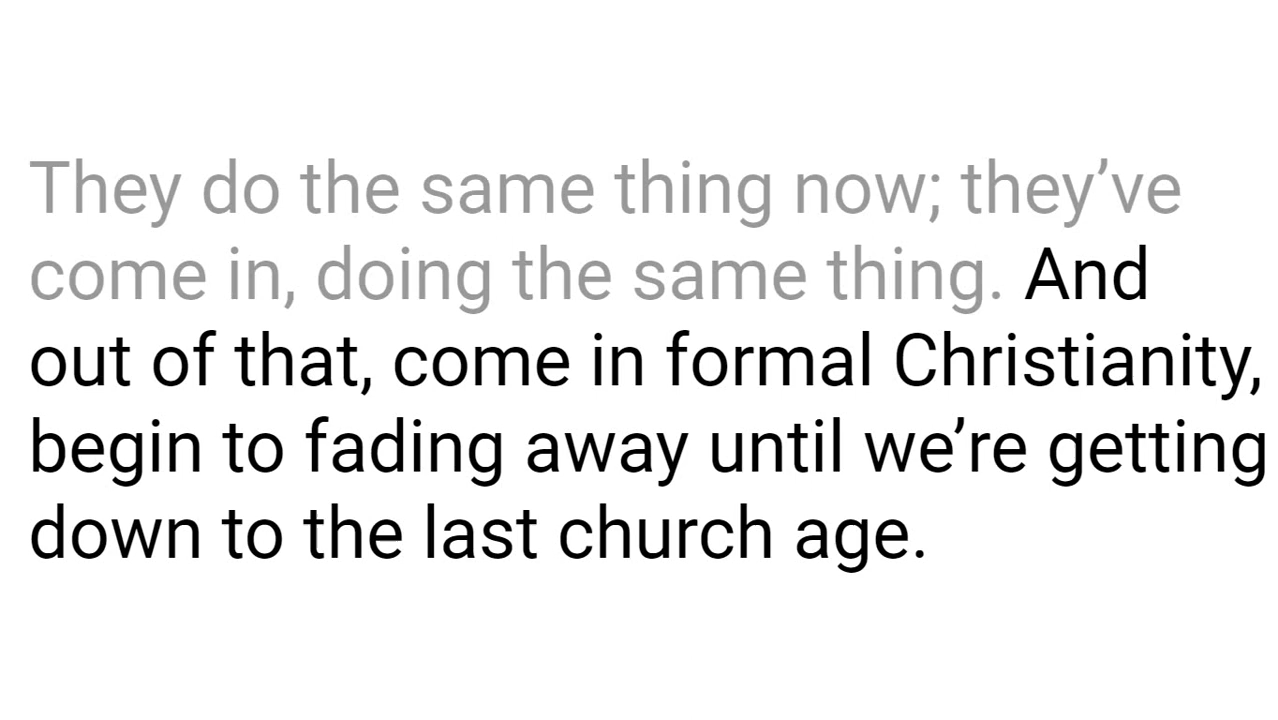 They do the same thing now; they’ve
come in, doing the same thing. And
out of that, come in formal Christianity,
begin to fading away until we’re getting
down to the last church age.